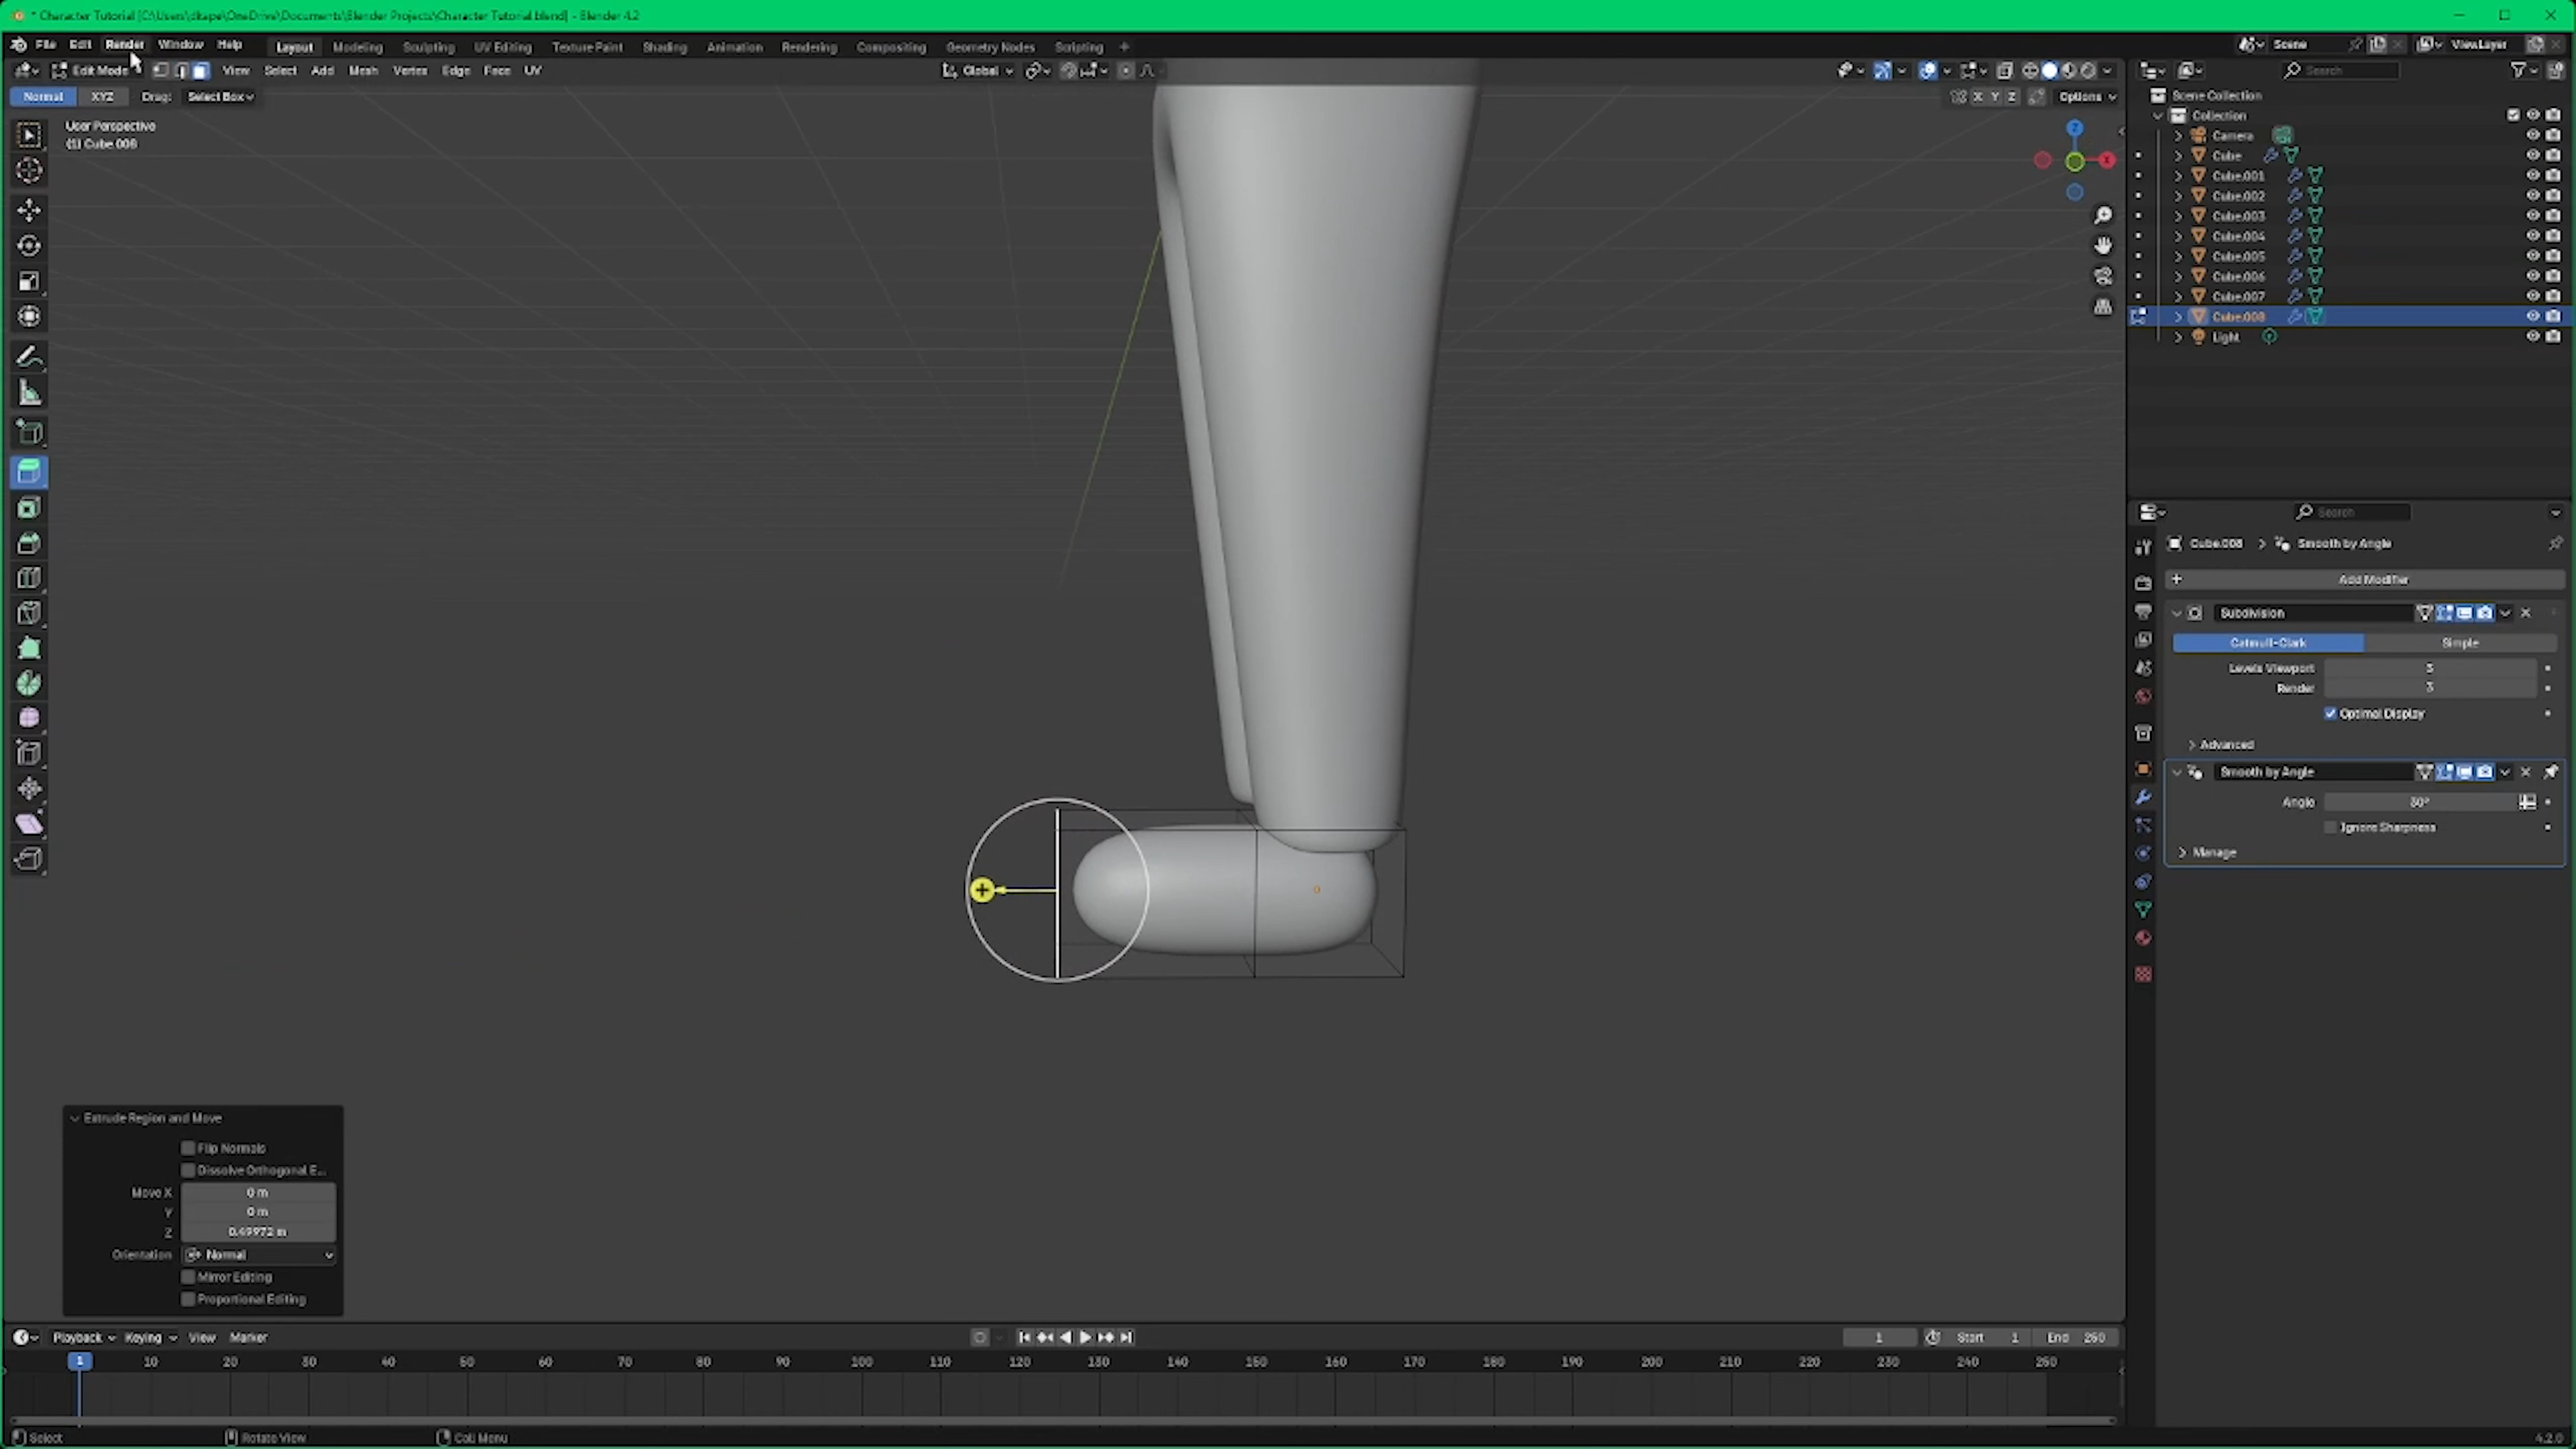 * Character Tutorial [C:\Users\dkape\OneDrive\Documents\Blender Projects\Character Tutorial.blend] - Blender 4.2
File Edit Render Window Help Layout Modeling Sculpting UV Editing Texture Paint Shading Animation Rendering Compositing Geometry Nodes Scripting + Scene ViewLayer
Edit Mode View Select Add Mesh Vertex Edge Face UV Global Search
Normal XYZ Drag: Select Box X Y Z Options
User Perspective
(1) Cube.008
Z
X
Scene Collection
Collection
Camera
Cube
Cube.001
Cube.002
Cube.003
Cube.004
Cube.005
Cube.006
Cube.007
Cube.008
Light
Search
Cube.008 > Smooth by Angle
+ Add Modifier
Subdivision
Catmull-Clark Simple
Levels Viewport 3
Render 3
Optimal Display
Advanced
Smooth by Angle
Angle 30°
Ignore Sharpness
Manage
Extrude Region and Move
Flip Normals
Dissolve Orthogonal E...
Move X 0 m
Y 0 m
Z 0.49972 m
Orientation Normal
Mirror Editing
Proportional Editing
Playback Keying View Marker 1 Start 1 End 250
1 10 20 30 40 50 60 70 80 90 100 110 120 130 140 150 160 170 180 190 200 210 220 230 240 250
Select Rotate View Call Menu 4.2.0